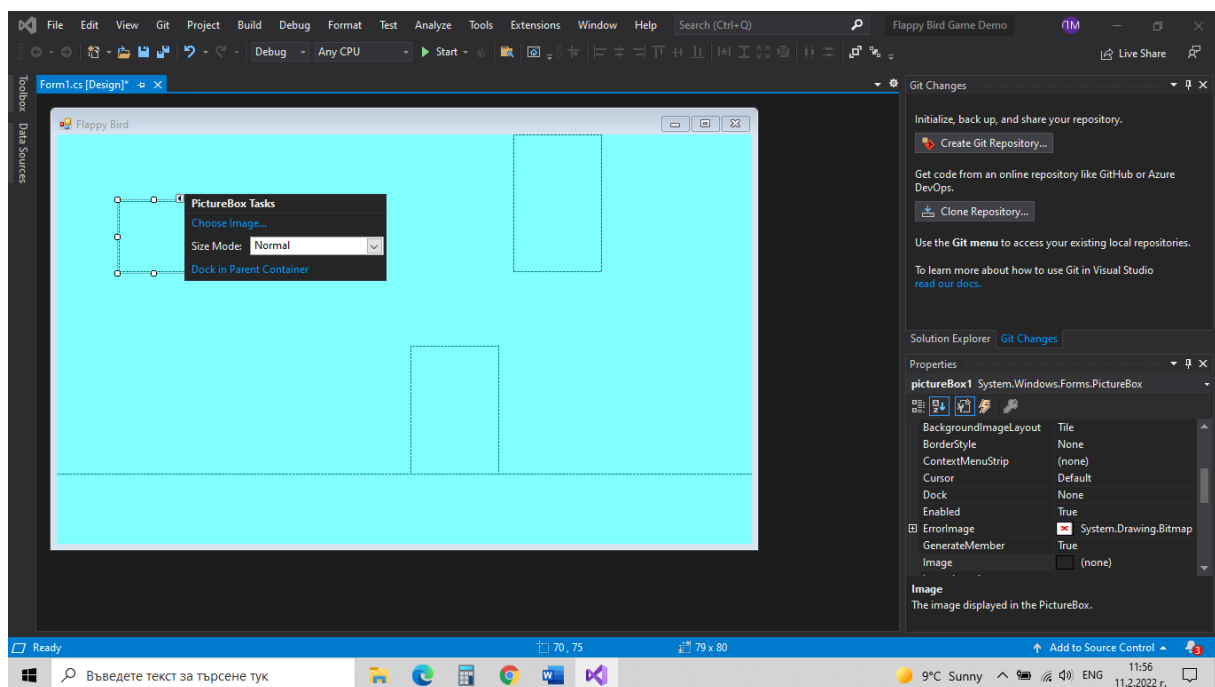 File Edit View Git Project Build Debug Format Test Analyze Tools Extensions Window Help Search (Ctrl+Q) Flappy Bird Game Demo ПМ
Debug Any CPU Start Live Share
Toolbox
Data Sources
Form1.cs [Design]*
Flappy Bird
PictureBox Tasks
Choose Image...
Size Mode: Normal
Dock in Parent Container
Git Changes
Initialize, back up, and share your repository.
Create Git Repository...
Get code from an online repository like GitHub or Azure
DevOps.
Clone Repository...
Use the Git menu to access your existing local repositories.
To learn more about how to use Git in Visual Studio
read our docs.
Solution Explorer Git Changes
Properties
pictureBox1 System.Windows.Forms.PictureBox
BackgroundImageLayout Tile
BorderStyle None
ContextMenuStrip (none)
Cursor Default
Dock None
Enabled True
ErrorImage System.Drawing.Bitmap
GenerateMember True
Image (none)
Image
The image displayed in the PictureBox.
Ready 70, 75 79 x 80 Add to Source Control 3
Въведете текст за търсене тук 9°C Sunny ENG 11:56
11.2.2022 г.